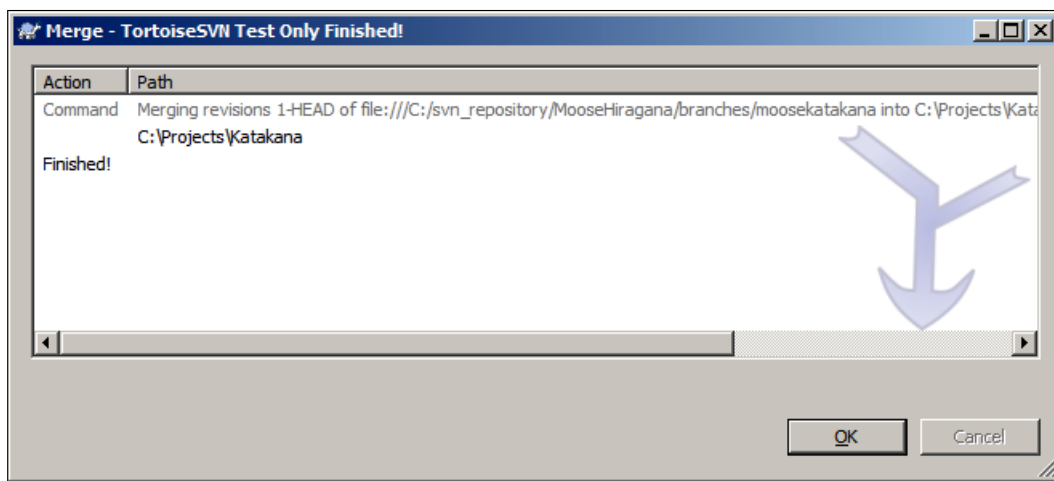 Merge - TortoiseSVN Test Only Finished!
Action Path
Command Merging revisions 1-HEAD of file:///C:/svn_repository/MooseHiragana/branches/moosekatakana into C:\Projects\Kata
C:\Projects\Katakana
Finished!
OK Cancel